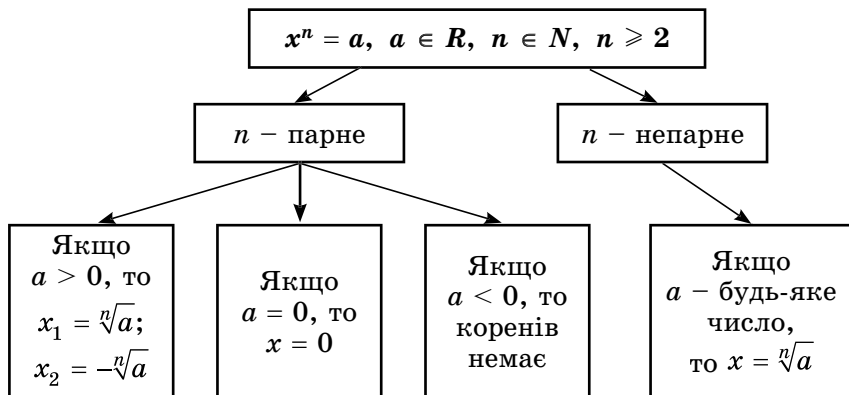 xⁿ = a, a ∈ R, n ∈ N, n ⩾ 2
n – парне
n – непарне
Якщо
a > 0, то
x₁ = ⁿ√a;
x₂ = –ⁿ√a
Якщо
a = 0, то
x = 0
Якщо
a < 0, то
коренів
немає
Якщо
a – будь-яке
число,
то x = ⁿ√a